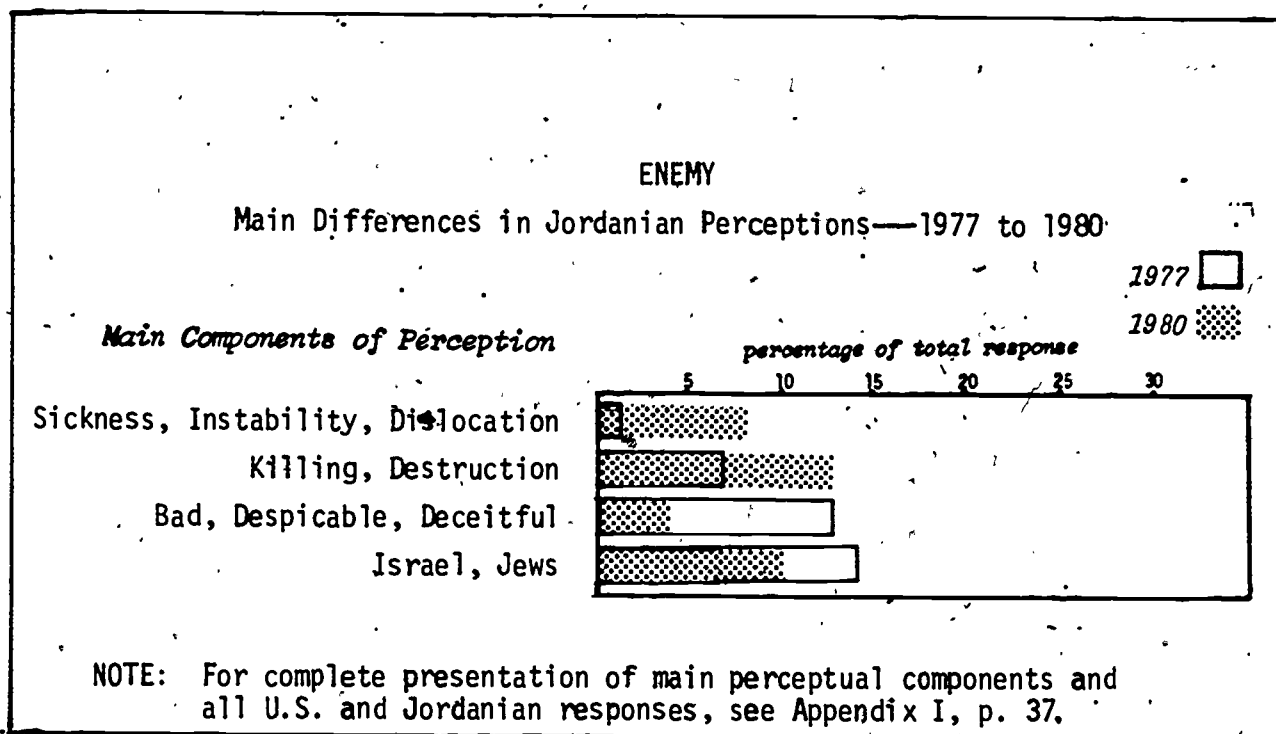 ENEMY
Main Differences in Jordanian Perceptions—1977 to 1980
1977
1980
Main Components of Perception
percentage of total response
5 10 15 20 25 30
Sickness, Instability, Dislocation
Killing, Destruction
Bad, Despicable, Deceitful
Israel, Jews
NOTE: For complete presentation of main perceptual components and
all U.S. and Jordanian responses, see Appendix I, p. 37.